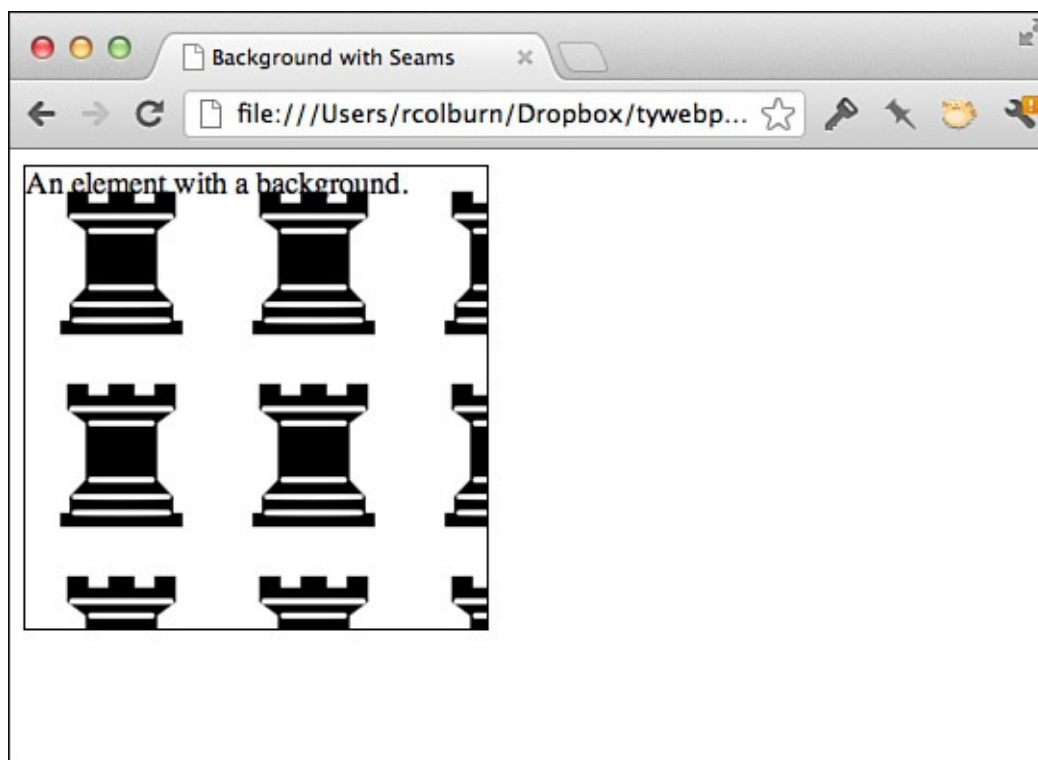 Background with Seams
file:///Users/rcolburn/Dropbox/tywebp...
An element with a background.